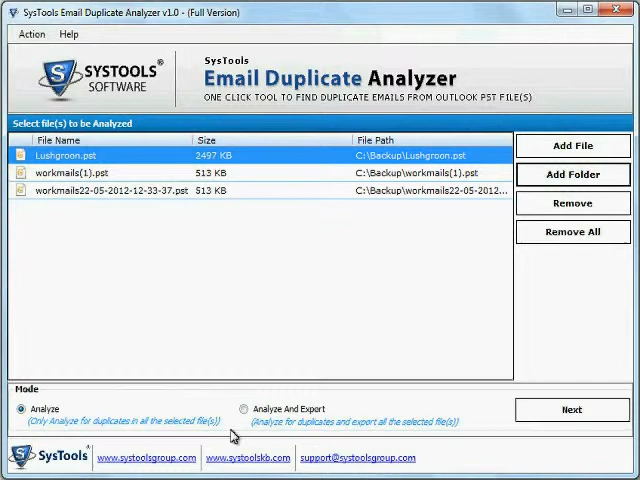 SysTools Email Duplicate Analyzer v1.0 - (Full Version)
Action Help
SYSTOOLS®
SOFTWARE
SysTools
Email Duplicate Analyzer
ONE CLICK TOOL TO FIND DUPLICATE EMAILS FROM OUTLOOK PST FILE(S)
Select file(s) to be Analyzed
File Name Size File Path
Lushgroon.pst 2497 KB C:\Backup\Lushgroon.pst
workmails(1).pst 513 KB C:\Backup\workmails(1).pst
workmails22-05-2012-12-33-37.pst 513 KB C:\Backup\workmails22-05-2012...
Add File
Add Folder
Remove
Remove All
Mode
Analyze
(Only Analyze for duplicates in all the selected file(s))
Analyze And Export
(Analyze for duplicates and export all the selected file(s))
Next
SysTools® www.systoolsgroup.com www.systoolskb.com support@systoolsgroup.com